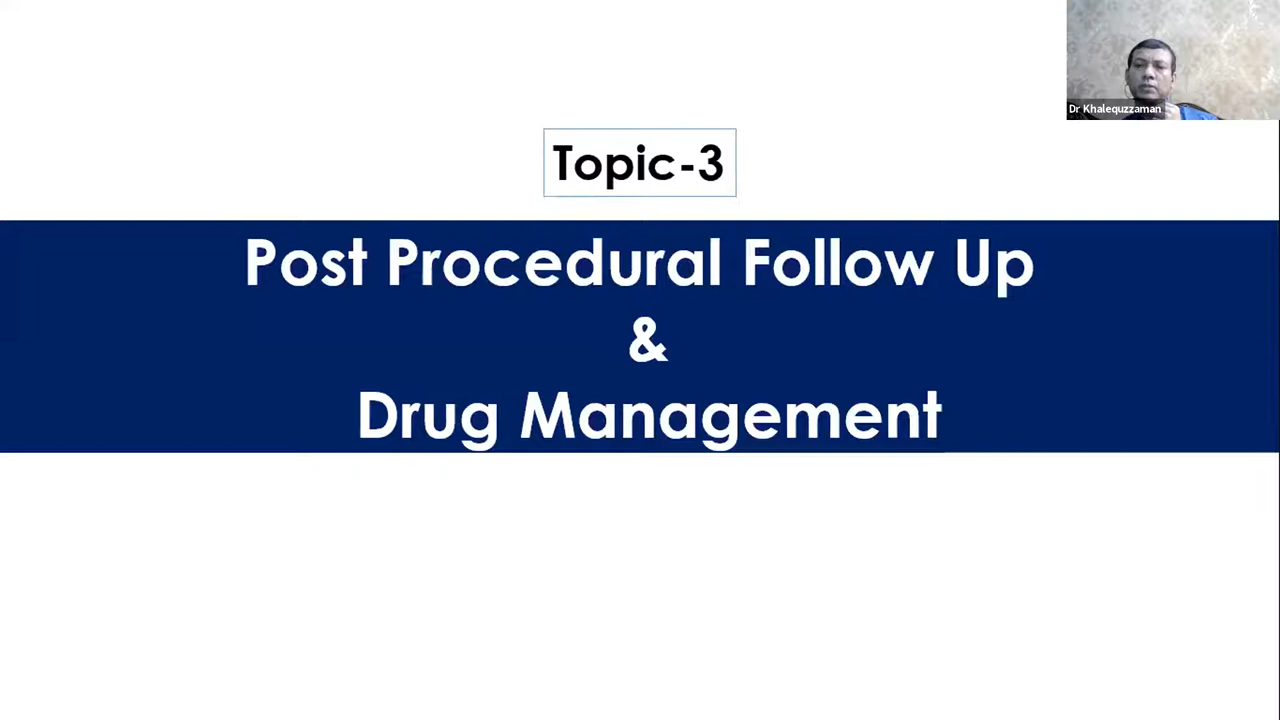 Dr Khalequzzaman
Topic-3
Post Procedural Follow Up
&
Drug Management